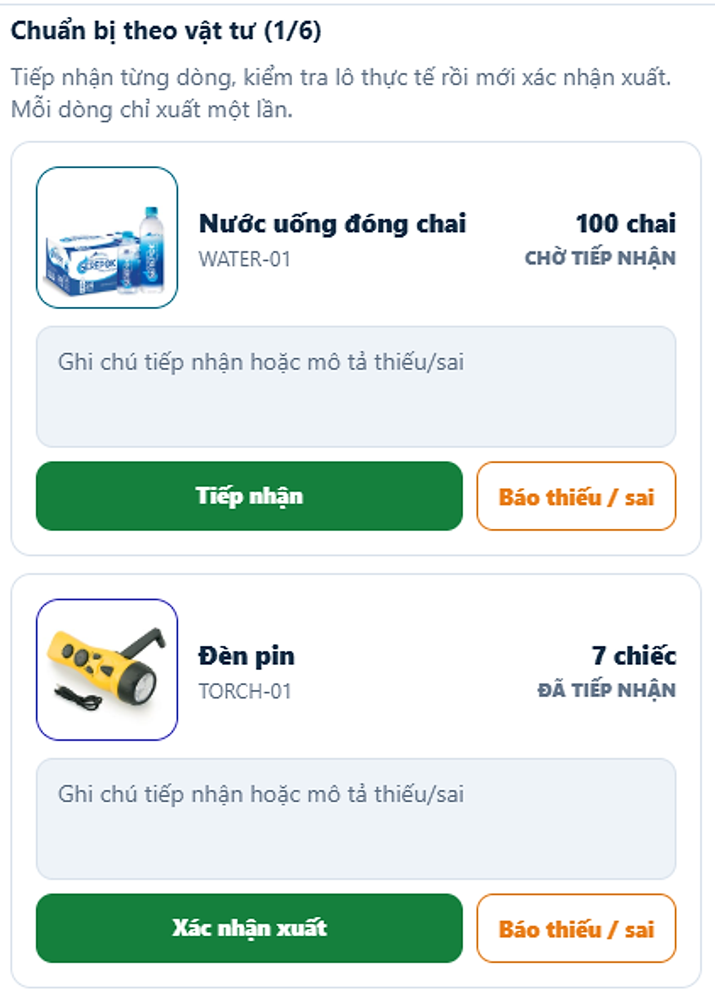 Chuẩn bị theo vật tư (1/6)
Tiếp nhận từng dòng, kiểm tra lô thực tế rồi mới xác nhận xuất.
Mỗi dòng chỉ xuất một lần.
Nước uống đóng chai
100 chai
WATER-01
CHỜ TIẾP NHẬN
Ghi chú tiếp nhận hoặc mô tả thiếu/sai
Tiếp nhận
Báo thiếu / sai
Đèn pin
7 chiếc
TORCH-01
ĐÃ TIẾP NHẬN
Ghi chú tiếp nhận hoặc mô tả thiếu/sai
Xác nhận xuất
Báo thiếu / sai